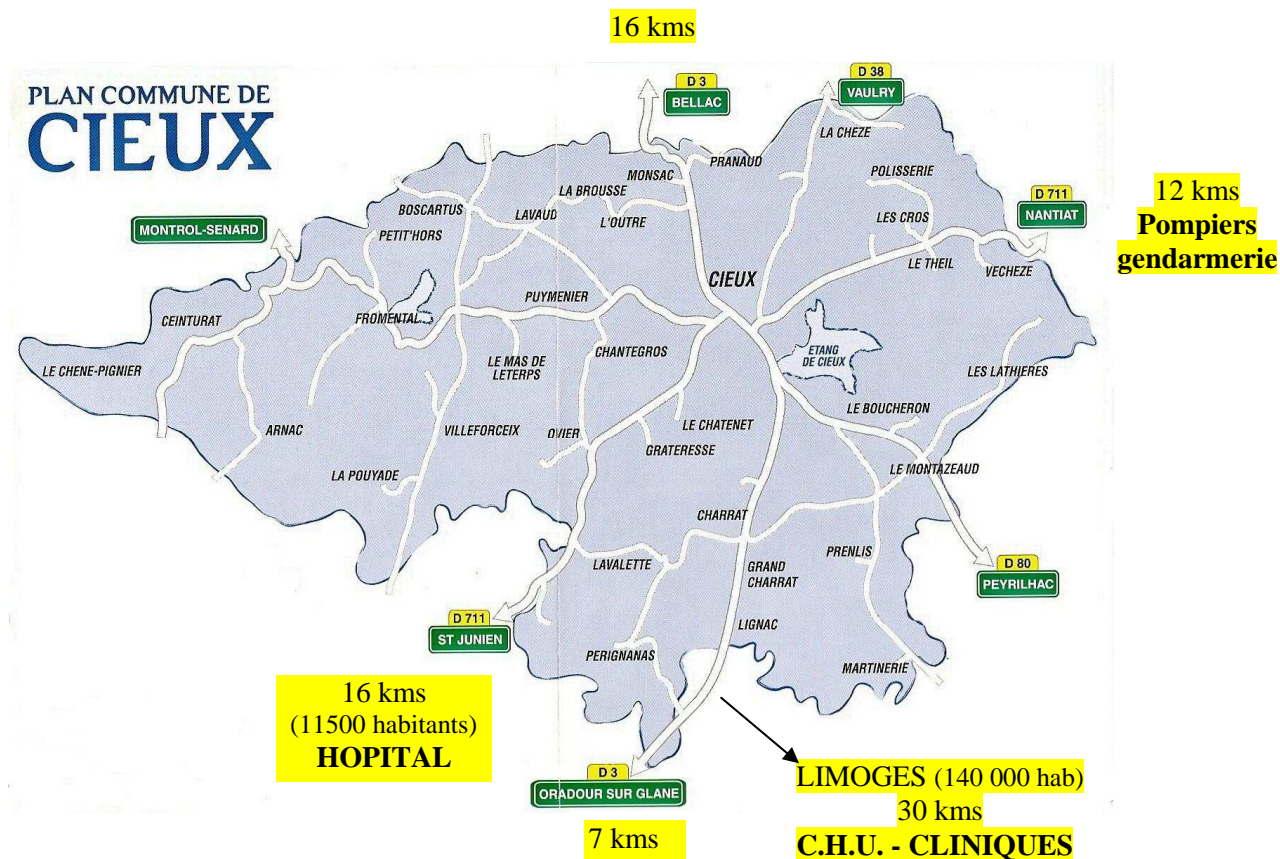 16 kms
PLAN COMMUNE DE
CIEUX
D 3
BELLAC
D 38
VAULRY
LA CHEZE
PRANAUD
MONSAC
POLISSERIE
LA BROUSSE
BOSCARTUS
LAVAUD
L'OUTRE
LES CROS
D 711
NANTIAT
12 kms
Pompiers
gendarmerie
MONTROL-SENARD
PETIT'HORS
LE THEIL
VECHEZE
CIEUX
PUYMENIER
CEINTURAT
FROMENTAL
ETANG
DE CIEUX
CHANTEGROS
LE MAS DE
LETERPS
LE CHENE-PIGNIER
LES LATHIERES
LE BOUCHERON
LE CHATENET
ARNAC
VILLEFORCEIX
OVIER
GRATERESSE
LE MONTAZEAUD
LA POUYADE
CHARRAT
PRENLIS
LAVALETTE
GRAND
CHARRAT
D 80
PEYRILHAC
D 711
ST JUNIEN
LIGNAC
PERIGNANAS
MARTINERIE
16 kms
(11500 habitants)
HOPITAL
D 3
ORADOUR SUR GLANE
7 kms
LIMOGES (140 000 hab)
30 kms
C.H.U. - CLINIQUES